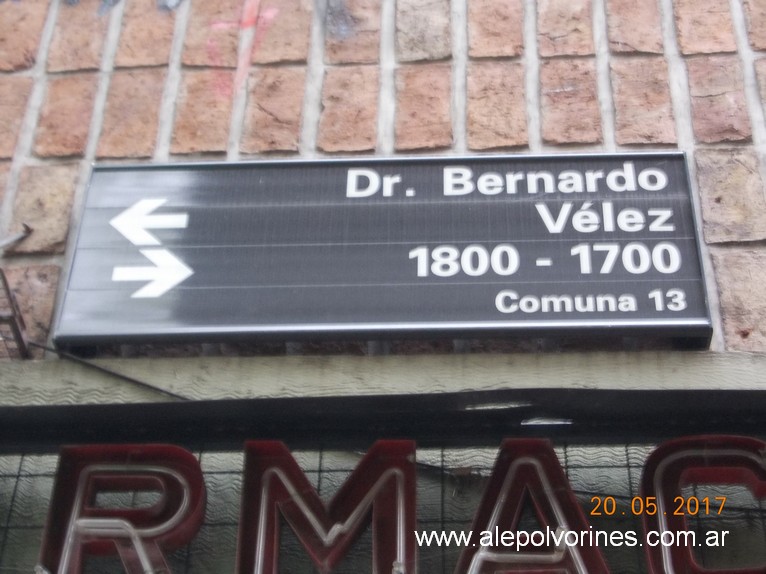 Dr. Bernardo
Vélez
1800 - 1700
Comuna 13
RMAC
20.05.2017
www.alepolvorines.com.ar